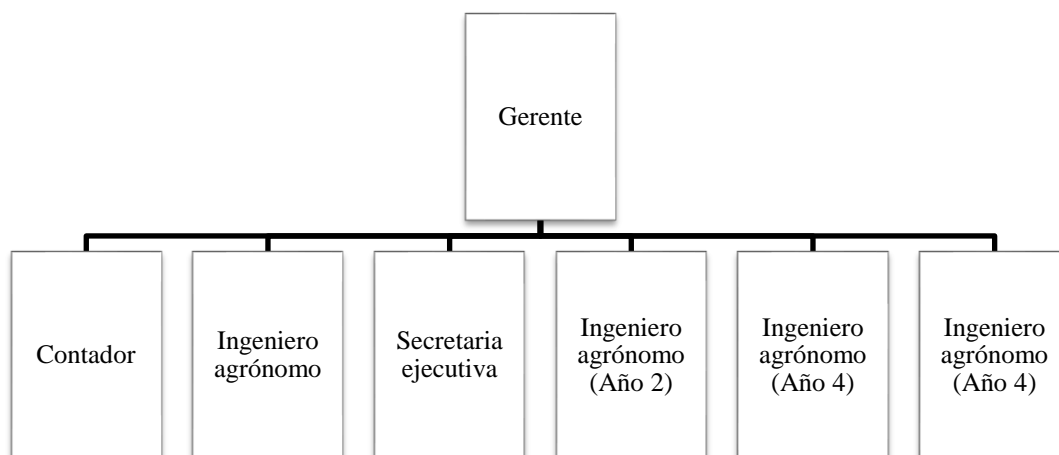 Gerente
Contador
Ingeniero
agrónomo
Secretaria
ejecutiva
Ingeniero
agrónomo
(Año 2)
Ingeniero
agrónomo
(Año 4)
Ingeniero
agrónomo
(Año 4)